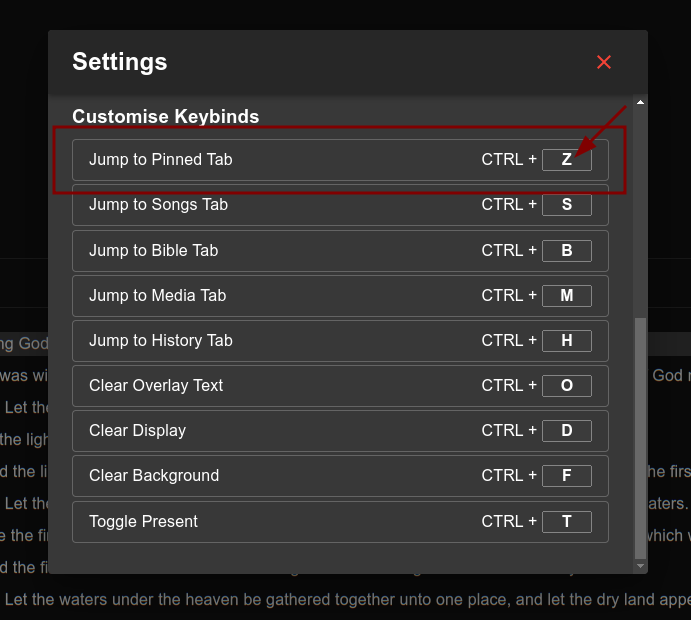 Settings
Customise Keybinds
Jump to Pinned Tab CTRL + Z
Jump to Songs Tab CTRL + S
ng God
Jump to Bible Tab CTRL + B
Jump to Media Tab CTRL + M
Jump to History Tab CTRL + H
was wi
Clear Overlay Text CTRL + O
God
Let the
Clear Display CTRL + D
the ligh
Clear Background CTRL + F
d the li
he firs
Let the
aters.
Toggle Present CTRL + T
e the fi
which
d the fi
Let the waters under the heaven be gathered together unto one place, and let the dry land appe